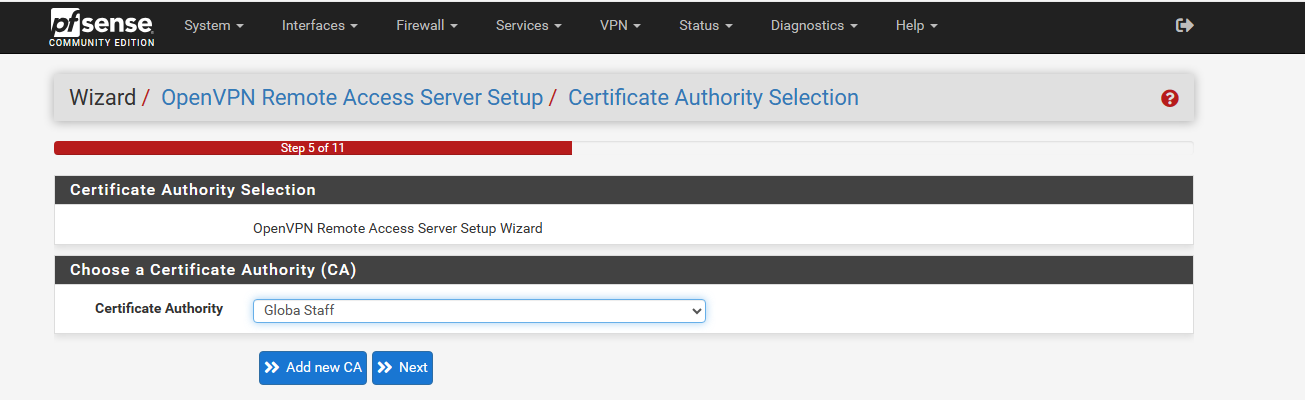 pfsense
COMMUNITY EDITION
System Interfaces Firewall Services VPN Status Diagnostics Help
Wizard / OpenVPN Remote Access Server Setup / Certificate Authority Selection
Step 5 of 11
Certificate Authority Selection
OpenVPN Remote Access Server Setup Wizard
Choose a Certificate Authority (CA)
Certificate Authority Globa Staff
Add new CA Next